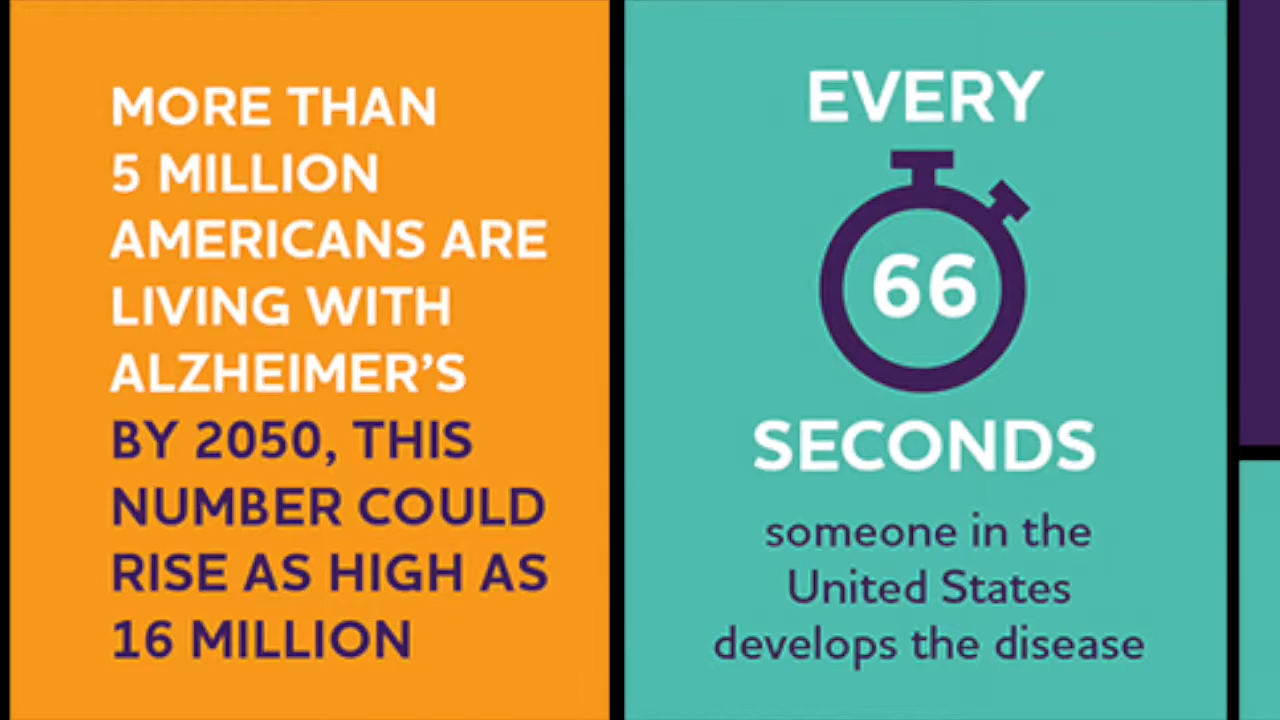 MORE THAN
5 MILLION
AMERICANS ARE
LIVING WITH
ALZHEIMER’S
BY 2050, THIS
NUMBER COULD
RISE AS HIGH AS
16 MILLION
EVERY
66
SECONDS
someone in the
United States
develops the disease